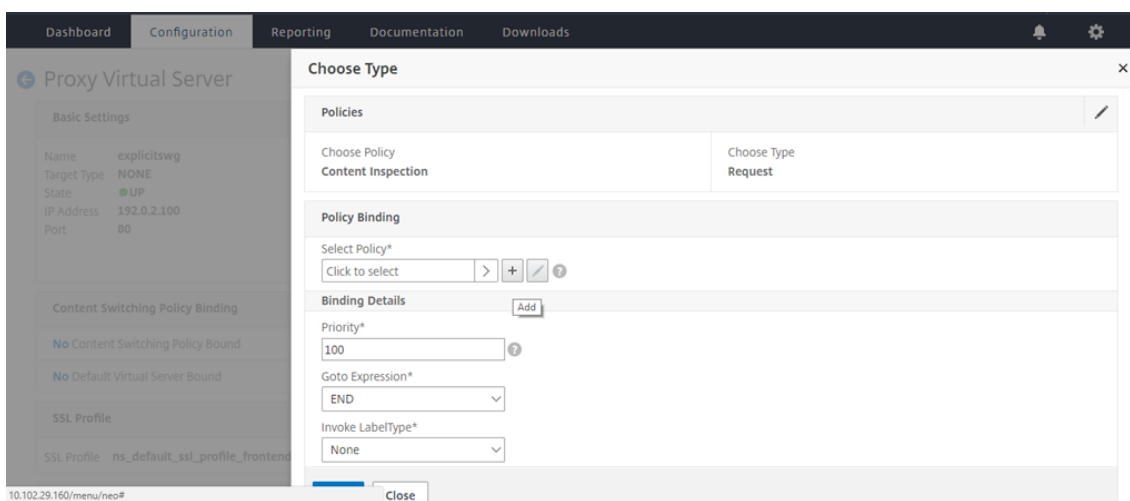 Dashboard Configuration Reporting Documentation Downloads
Proxy Virtual Server
Basic Settings
Name explicitswg
Target Type NONE
State UP
IP Address 192.0.2.100
Port 80
Content Switching Policy Binding
No Content Switching Policy Bound
No Default Virtual Server Bound
SSL Profile
SSL Profile ns_default_ssl_profile_frontend
10.102.29.160/menu/neo#
Choose Type ×
Policies
Choose Policy Choose Type
Content Inspection Request
Policy Binding
Select Policy*
Click to select > + ?
Add
Binding Details
Priority*
100 ?
Goto Expression*
END
Invoke LabelType*
None
Close